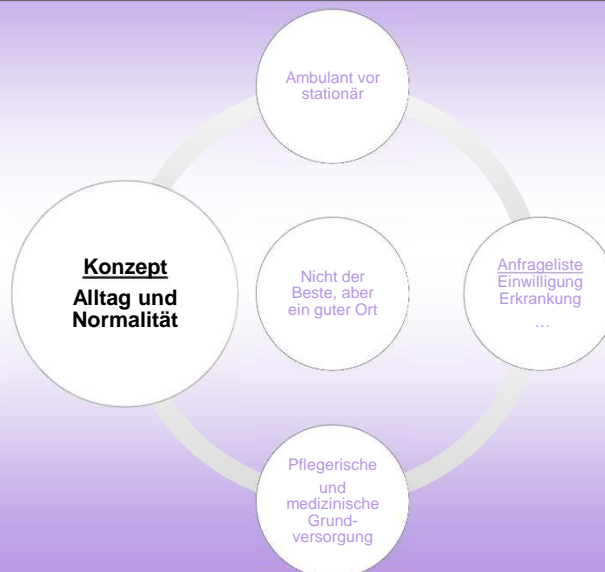 Ambulant vor
stationär
Konzept
Alltag und
Normalität
Nicht der
Beste, aber
ein guter Ort
Anfrageliste
Einwilligung
Erkrankung
…
Pflegerische
und
medizinische
Grund-
versorgung